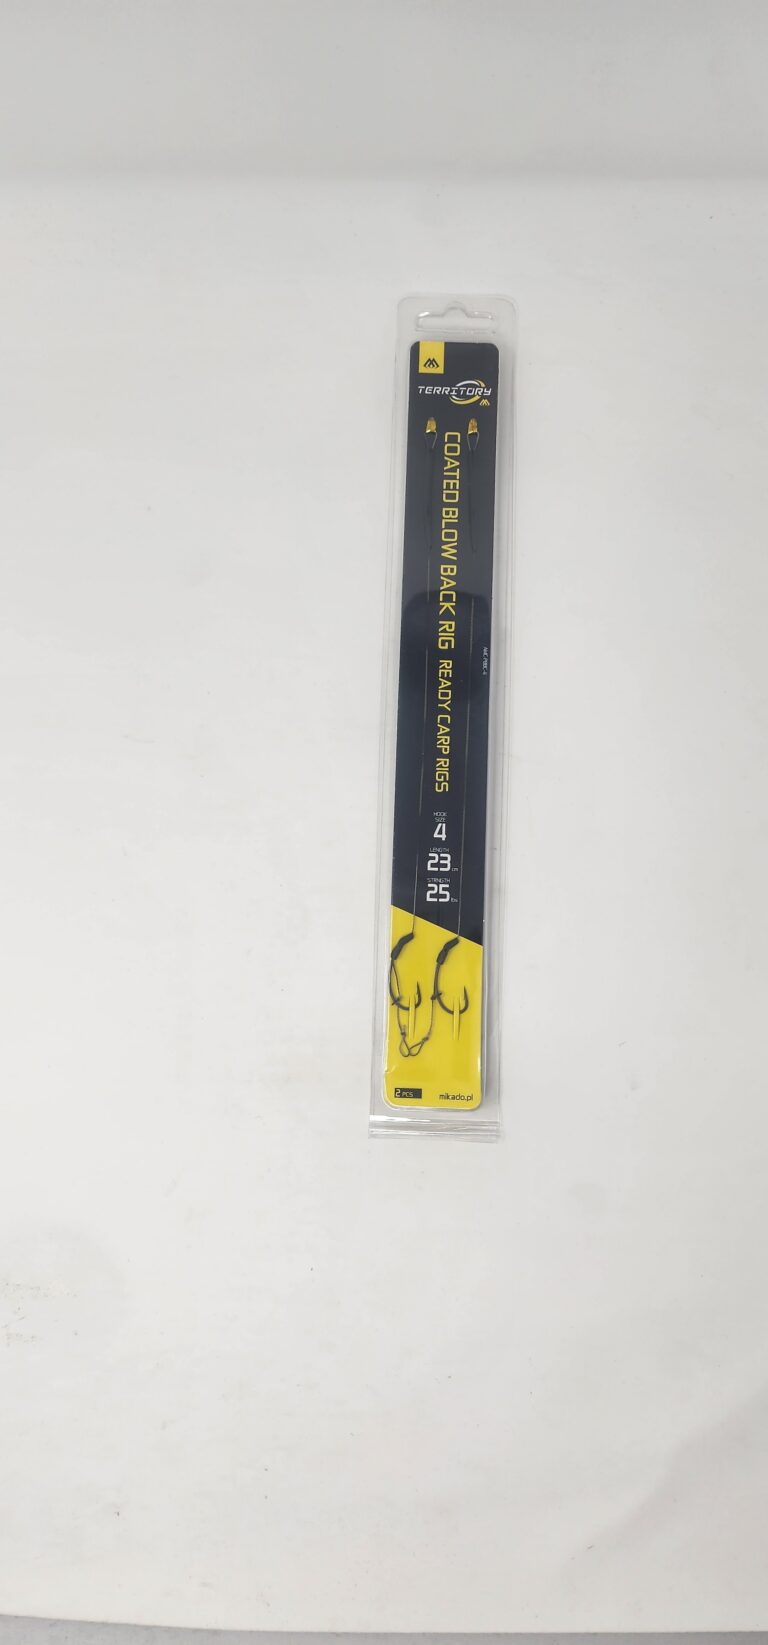 TERRITORY
COATED BLOW BACK RIG READY CARP RIGS
HOOK
SIZE
4
LENGTH
23 cm
STRNGTH
25 lbs
2 PCS
mikado.pl